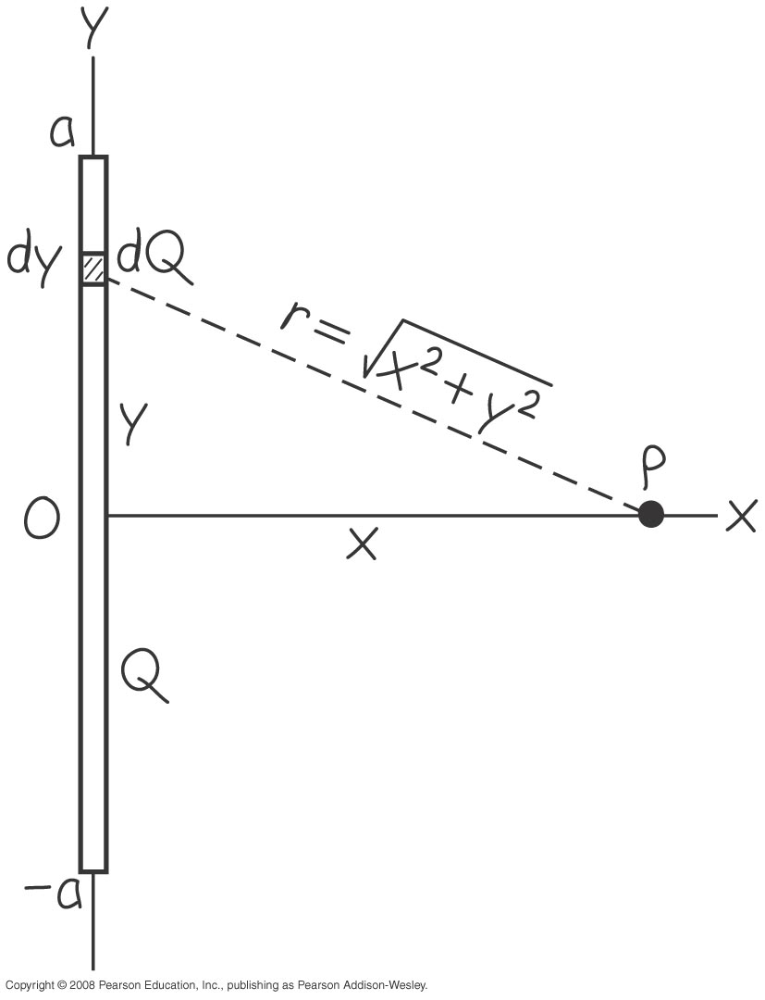 y
a
dy
dQ
r = √x² + y²
y
P
O
x
x
Q
-a
Copyright © 2008 Pearson Education, Inc., publishing as Pearson Addison-Wesley.